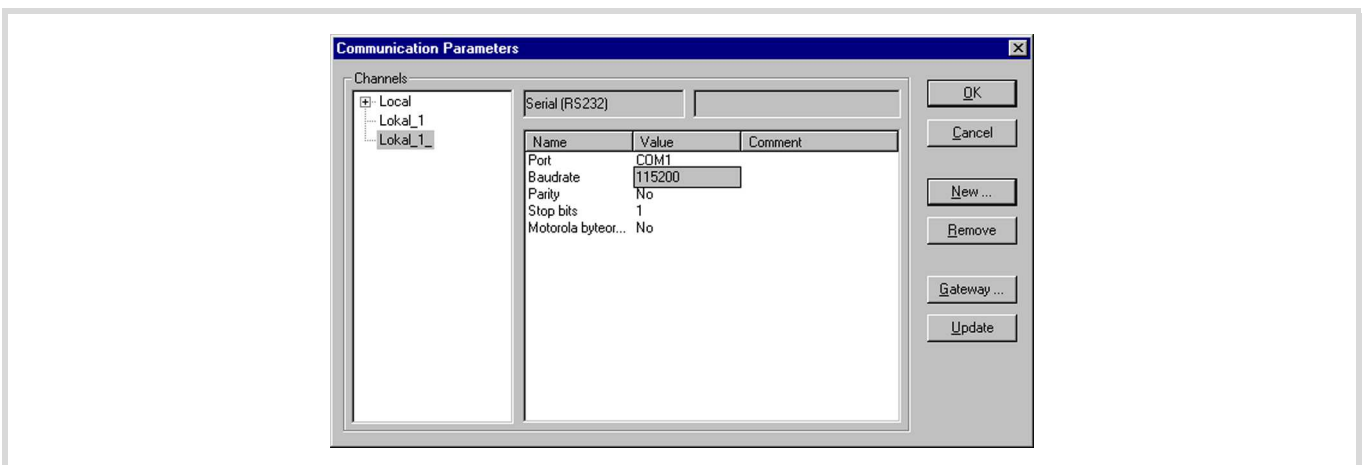 Communication Parameters
Channels
Local
Lokal_1
Lokal_1_
Serial (RS232)
Name Value Comment
Port COM1
Baudrate 115200
Parity No
Stop bits 1
Motorola byteor... No
OK
Cancel
New ...
Remove
Gateway ...
Update